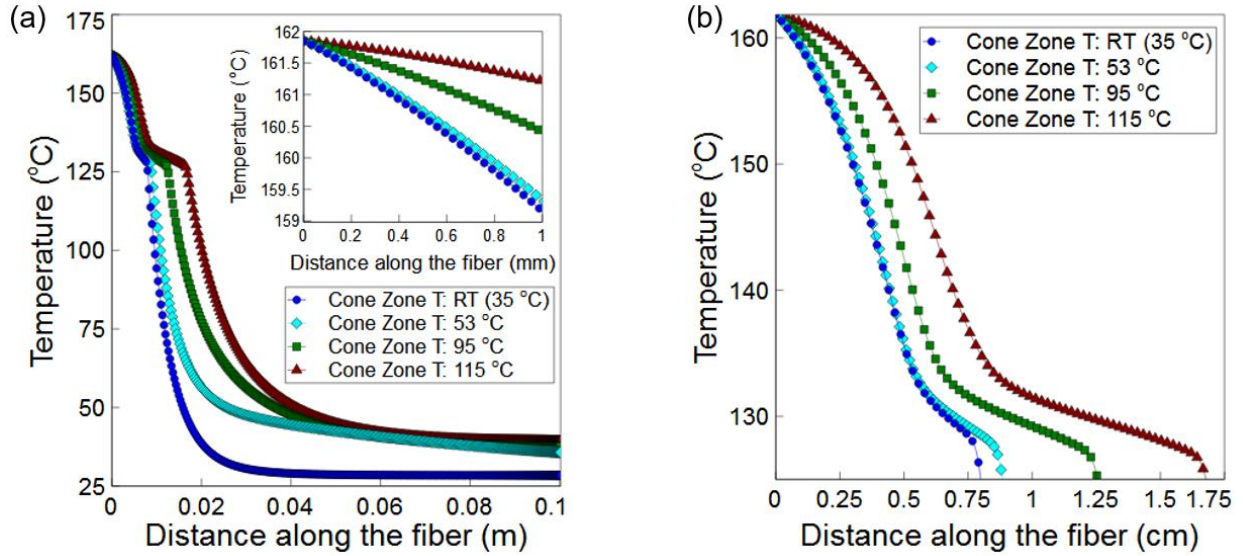 (a)
175
150
125
100
75
50
25
Temperature (°C)
0
0.02
0.04
0.06
0.08
0.1
Distance along the fiber (m)
162
161.5
161
160.5
160
159.5
159
Temperature (°C)
0
0.2
0.4
0.6
0.8
1
Distance along the fiber (mm)
Cone Zone T: RT (35 °C)
Cone Zone T: 53 °C
Cone Zone T: 95 °C
Cone Zone T: 115 °C
(b)
160
150
140
130
Temperature (°C)
0
0.25
0.5
0.75
1
1.25
1.5
1.75
Distance along the fiber (cm)
Cone Zone T: RT (35 °C)
Cone Zone T: 53 °C
Cone Zone T: 95 °C
Cone Zone T: 115 °C